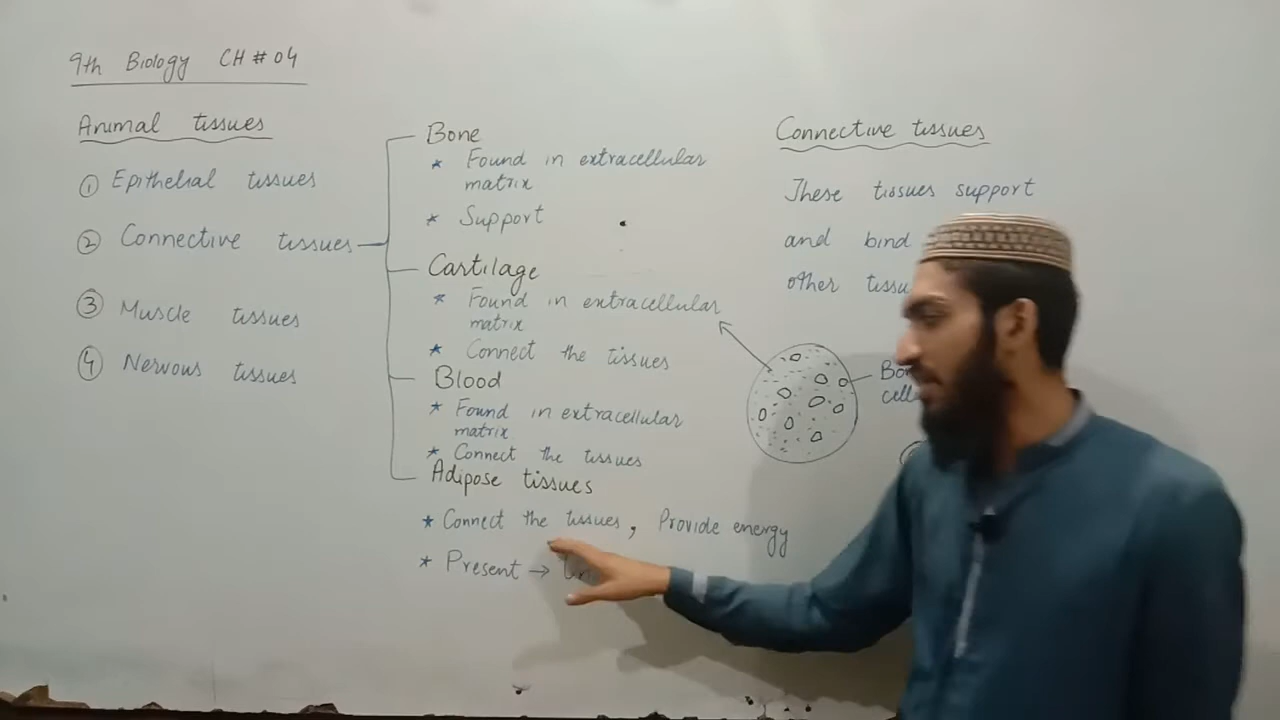 9th Biology CH # 04
Animal tissues
① Epithelial tissues
② Connective tissues
③ Muscle tissues
④ Nervous tissues
Bone
* Found in extracellular
matrix
* Support
Cartilage
* Found in extracellular
matrix
* Connect the tissues
Blood
* Found in extracellular
matrix
* Connect the tissues
Adipose tissues
* Connect the tissues, Provide energy
* Present →
Connective tissues
These tissues support
and bind
other